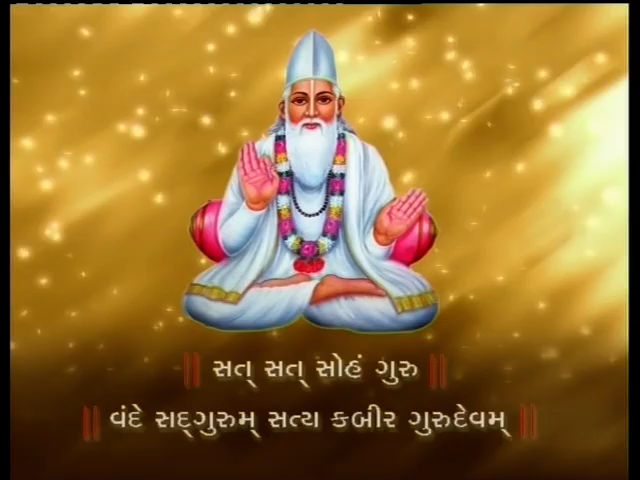 || સત્ સત્ સોહં ગુરુ ||
|| વંદે સદ્‌ગુરુમ્ સત્ય કબીર ગુરુદેવમ્ ||